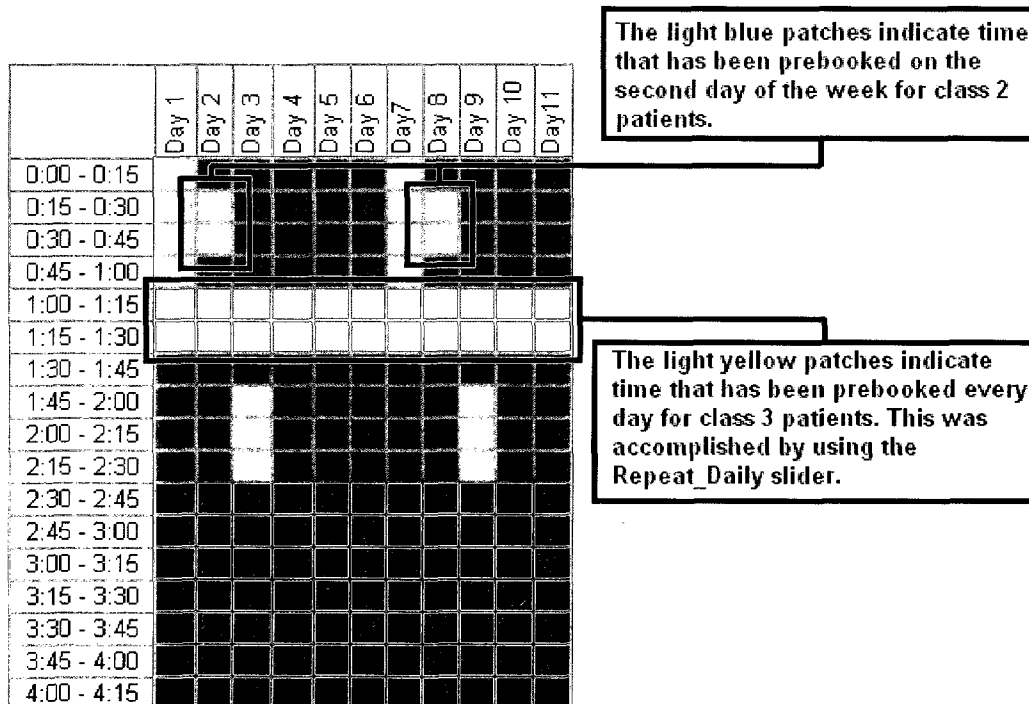 The light blue patches indicate time
that has been prebooked on the
second day of the week for class 2
patients.
Day 1
Day 2
Day 3
Day 4
Day 5
Day 6
Day7
Day 8
Day 9
Day 10
Day11
0:00 - 0:15
0:15 - 0:30
0:30 - 0:45
0:45 - 1:00
1:00 - 1:15
1:15 - 1:30
1:30 - 1:45
1:45 - 2:00
2:00 - 2:15
2:15 - 2:30
2:30 - 2:45
2:45 - 3:00
3:00 - 3:15
3:15 - 3:30
3:30 - 3:45
3:45 - 4:00
4:00 - 4:15
The light yellow patches indicate
time that has been prebooked every
day for class 3 patients. This was
accomplished by using the
Repeat_Daily slider.